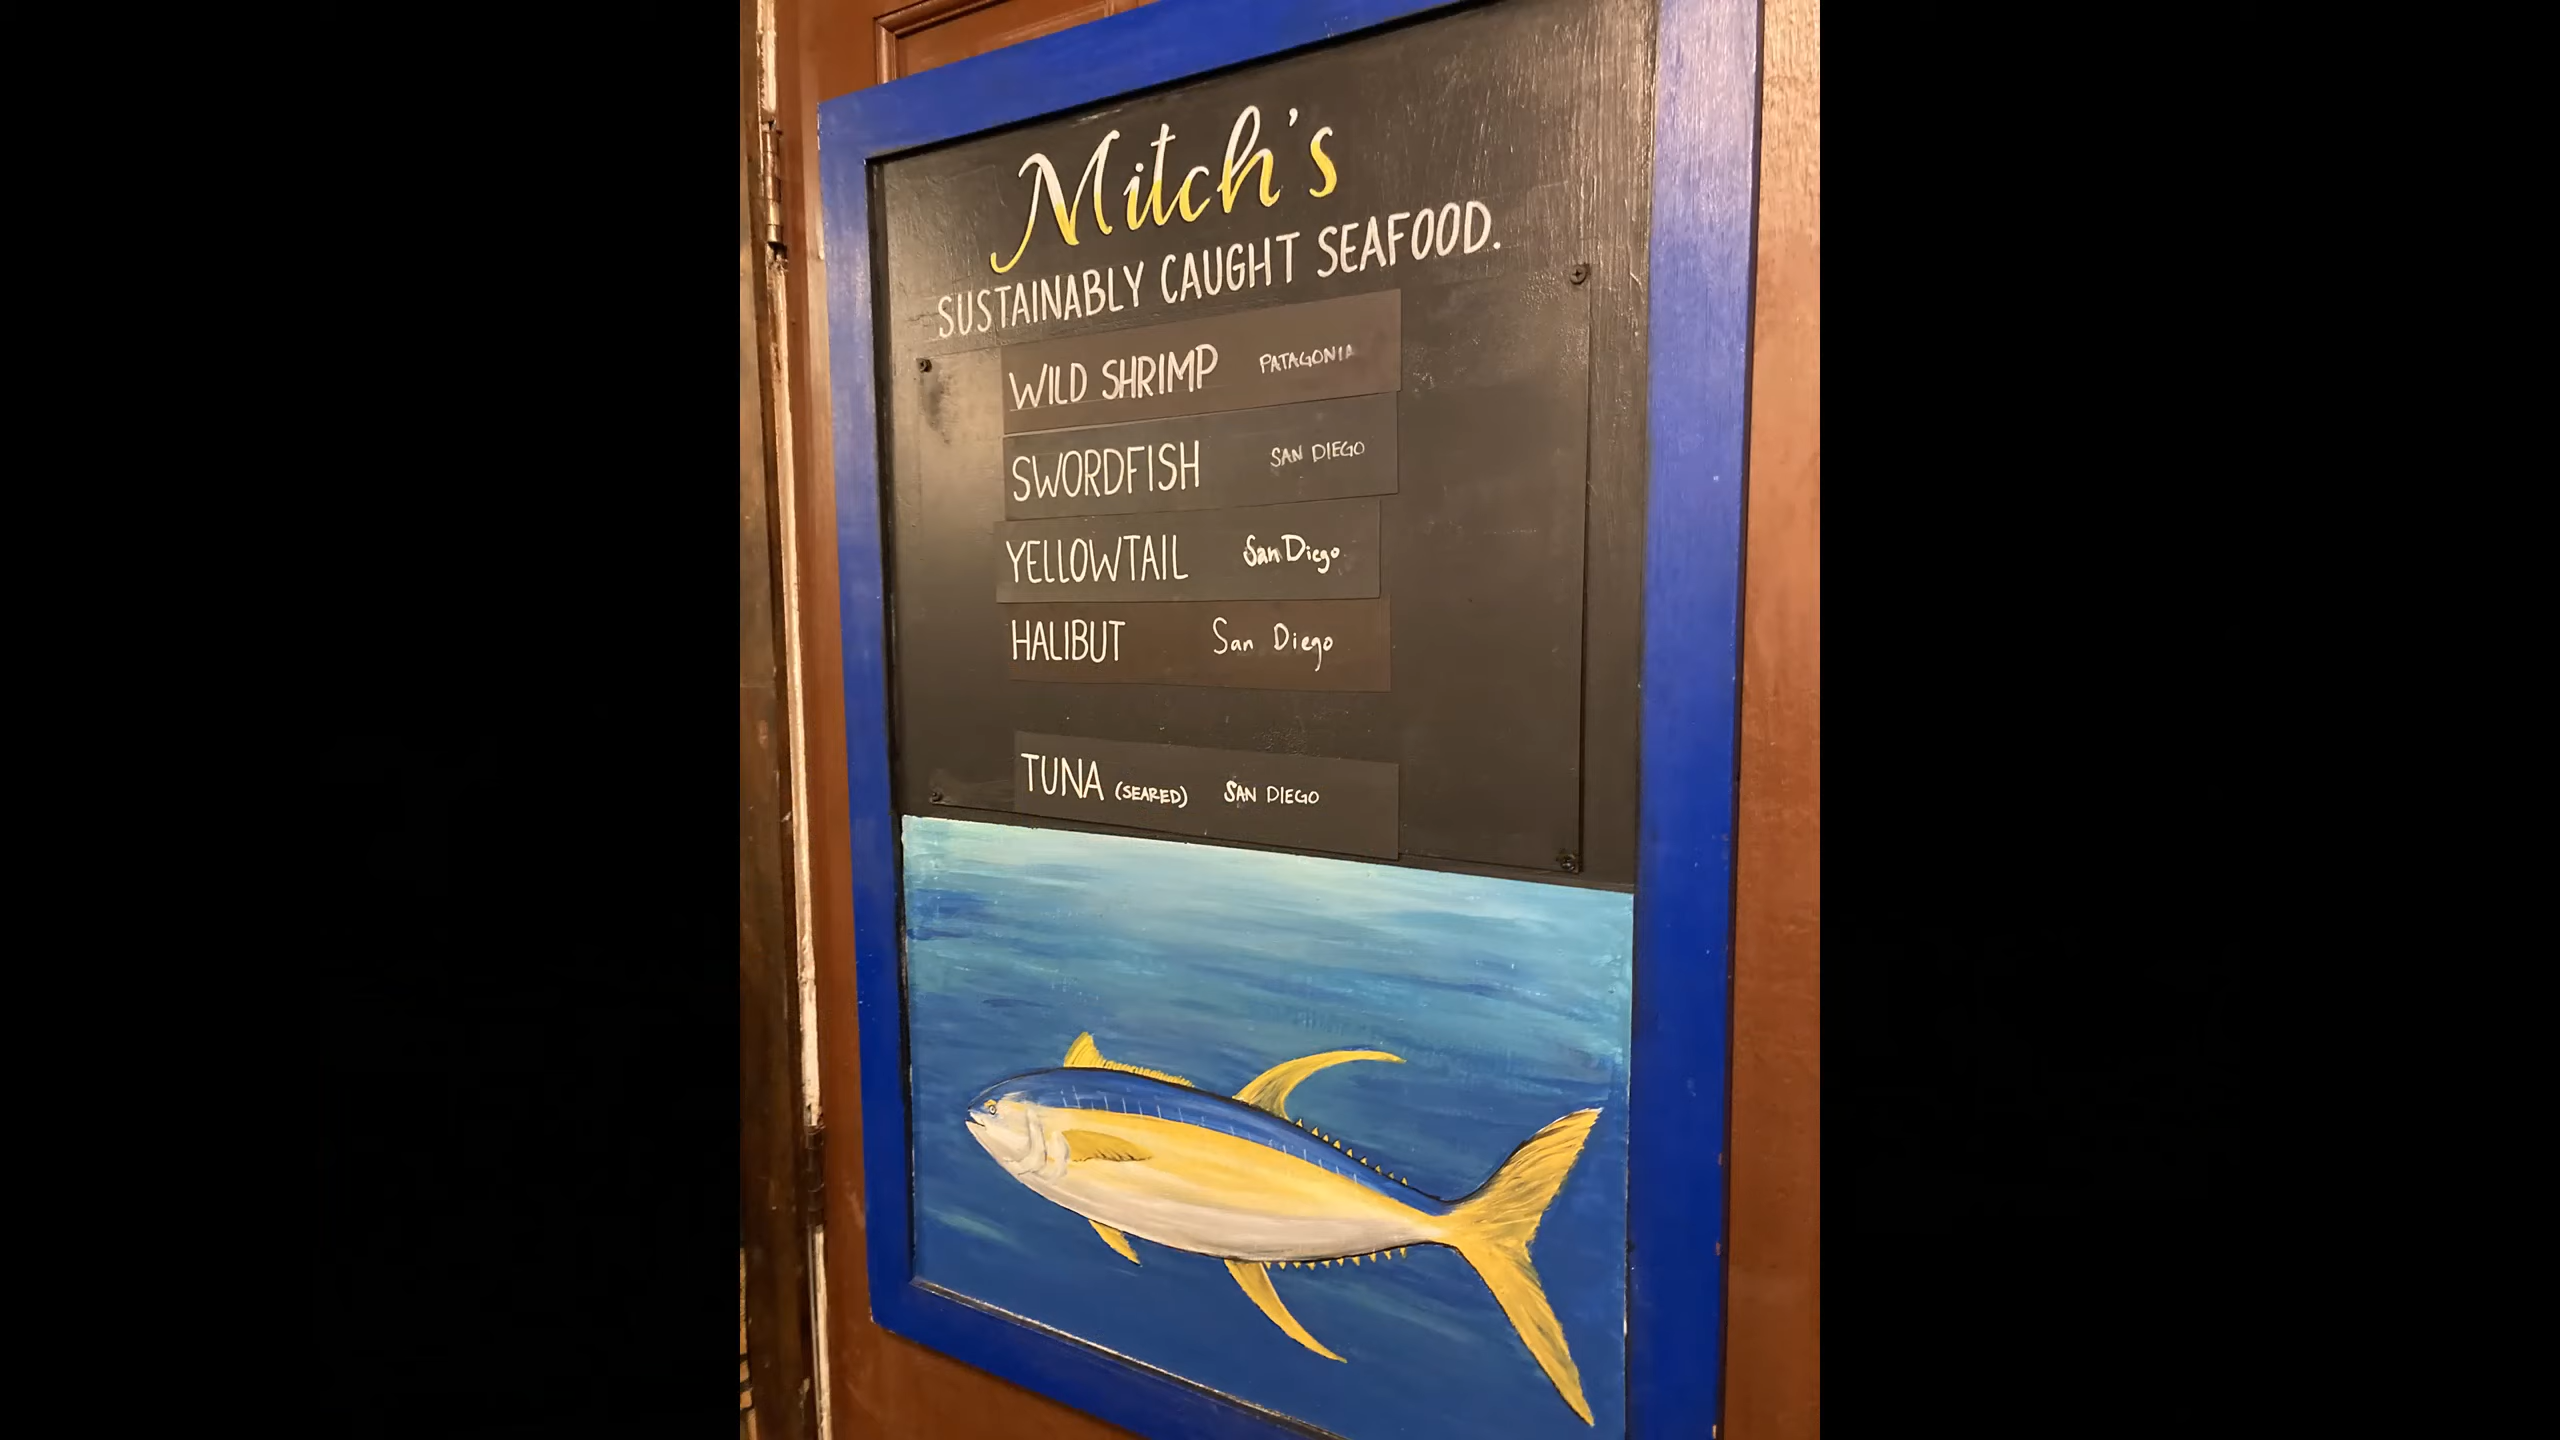 Mitch's
SUSTAINABLY CAUGHT SEAFOOD.
WILD SHRIMP PATAGONIA
SWORDFISH SAN DIEGO
YELLOWTAIL San Diego
HALIBUT San Diego
TUNA (SEARED) SAN DIEGO